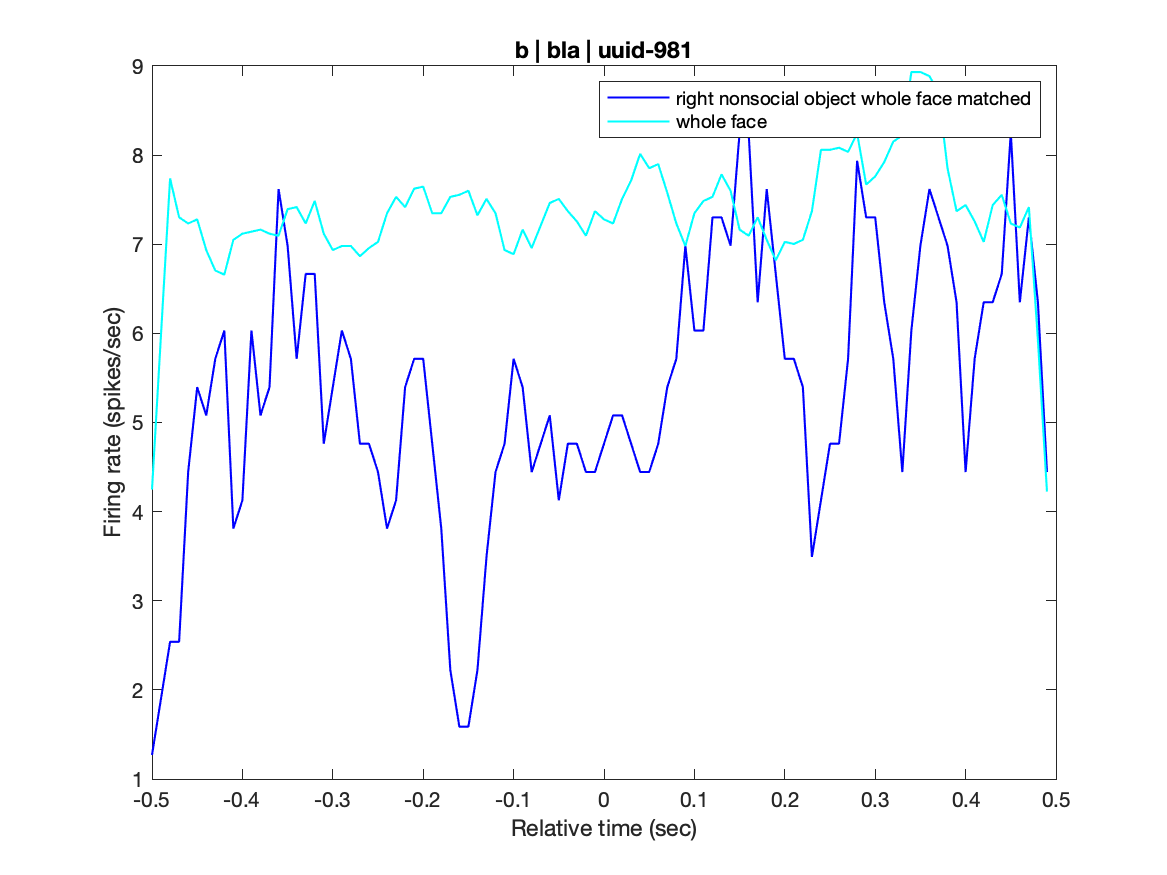 b | bla | uuid-981
right nonsocial object whole face matched
whole face
Firing rate (spikes/sec)
9
8
7
6
5
4
3
2
1
-0.5 -0.4 -0.3 -0.2 -0.1 0 0.1 0.2 0.3 0.4 0.5
Relative time (sec)